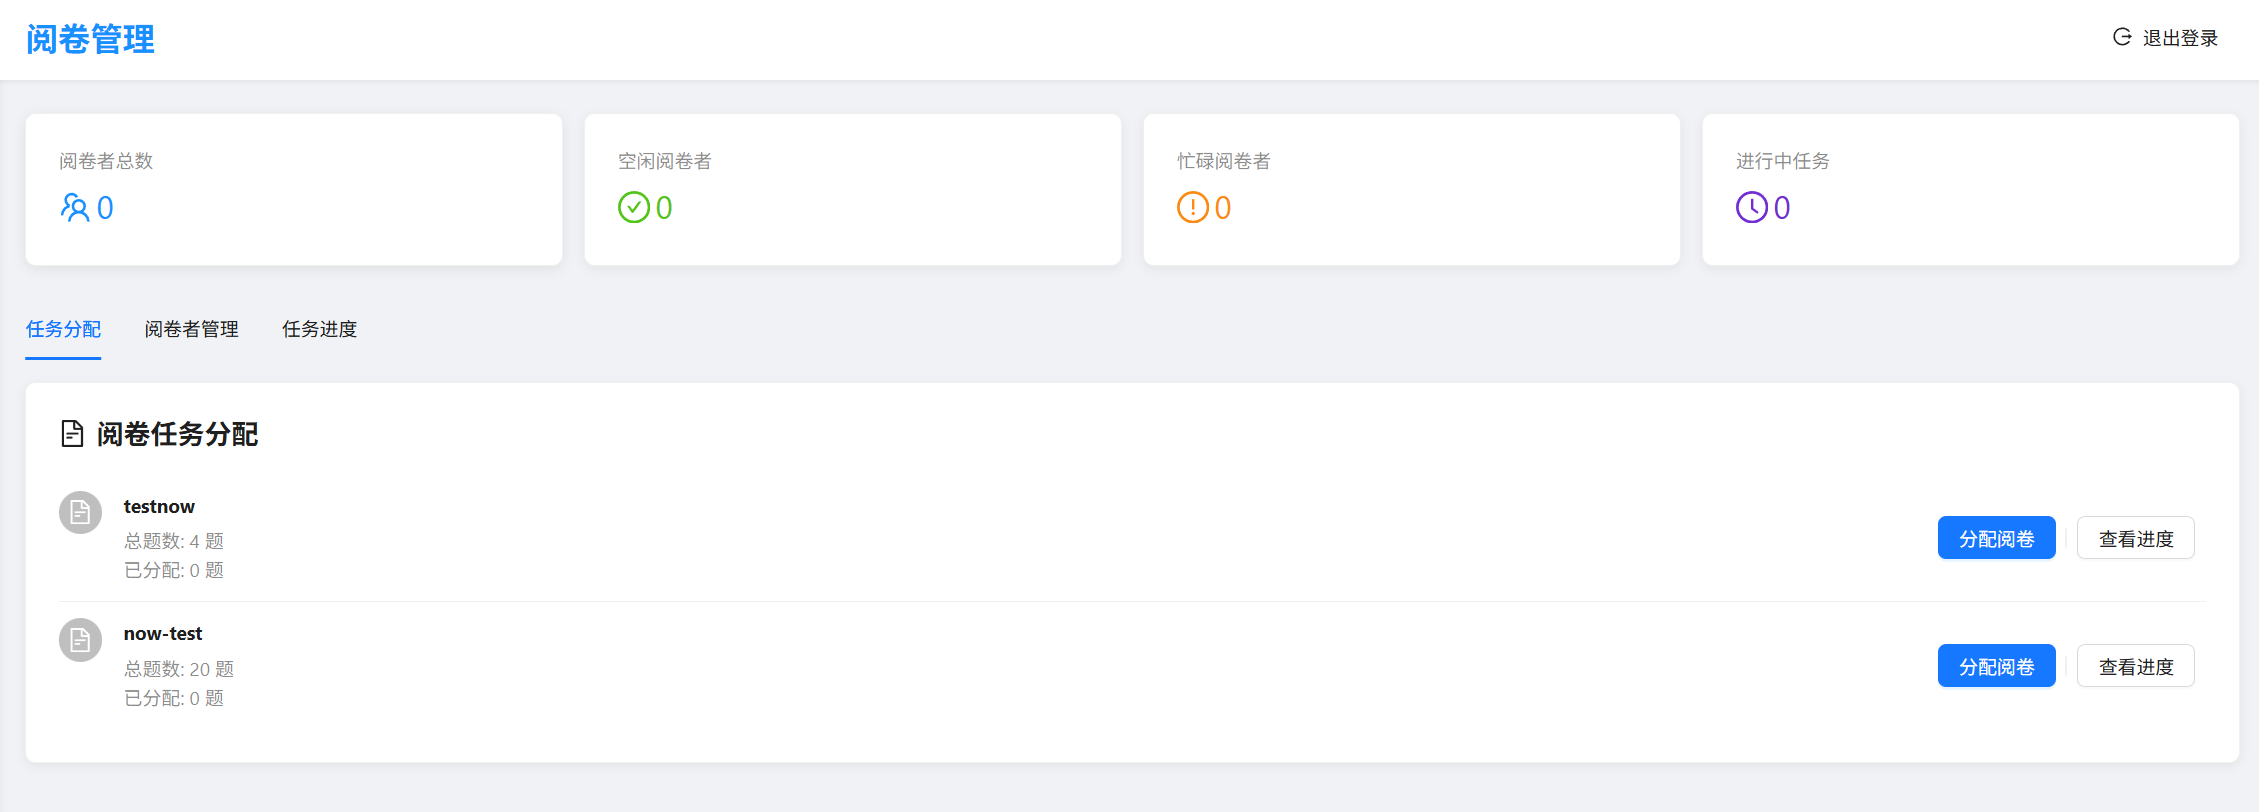 阅卷管理
退出登录
阅卷者总数
0
空闲阅卷者
0
忙碌阅卷者
0
进行中任务
0
任务分配 阅卷者管理 任务进度
阅卷任务分配
testnow
总题数: 4 题
已分配: 0 题
分配阅卷 查看进度
now-test
总题数: 20 题
已分配: 0 题
分配阅卷 查看进度